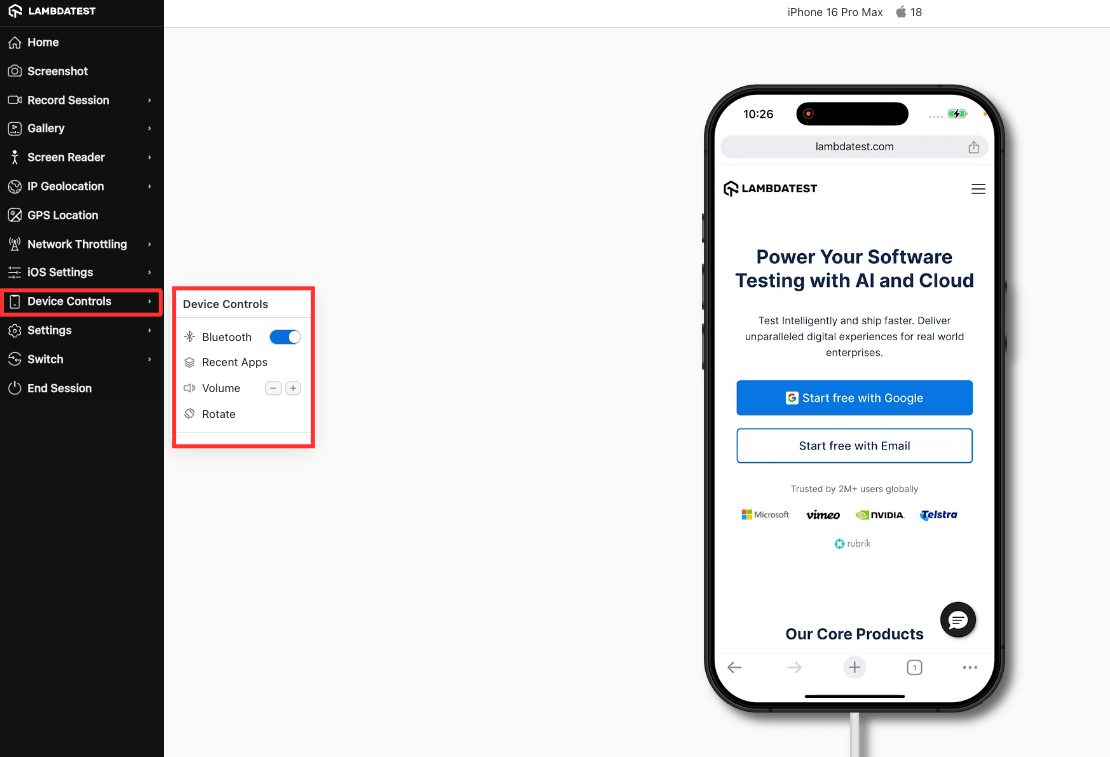 LAMBDATEST
Home
Screenshot
Record Session
Gallery
Screen Reader
IP Geolocation
GPS Location
Network Throttling
iOS Settings
Device Controls
Settings
Switch
End Session
Device Controls
Bluetooth
Recent Apps
Volume
Rotate
iPhone 16 Pro Max 18
10:26
lambdatest.com
LAMBDATEST
Power Your Software
Testing with AI and Cloud
Test Intelligently and ship faster. Deliver
unparalleled digital experiences for real world
enterprises.
Start free with Google
Start free with Email
Trusted by 2M+ users globally
Microsoft vimeo NVIDIA. Telstra
rubrik
Our Core Products
1